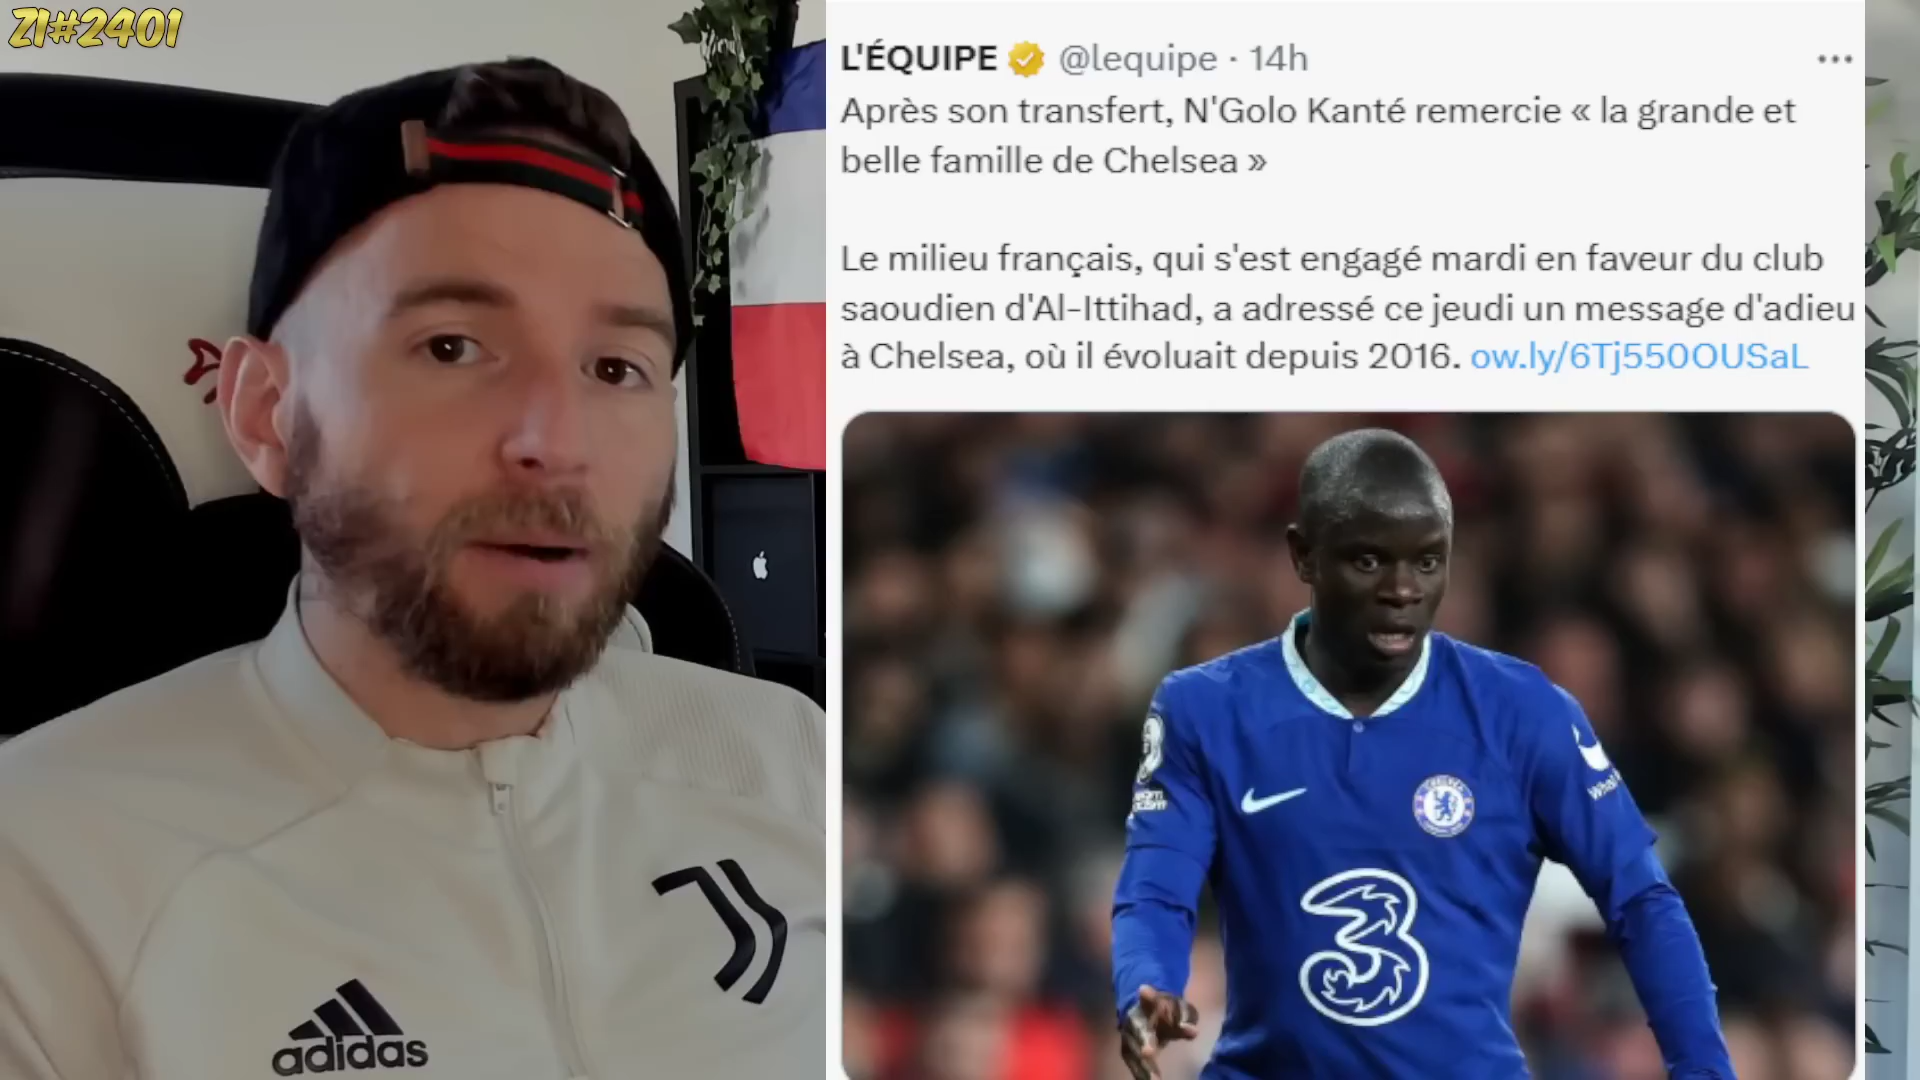 ZI#2401
L'ÉQUIPE @lequipe · 14h
Après son transfert, N'Golo Kanté remercie « la grande et
belle famille de Chelsea »
Le milieu français, qui s'est engagé mardi en faveur du club
saoudien d'Al-Ittihad, a adressé ce jeudi un message d'adieu
à Chelsea, où il évoluait depuis 2016. ow.ly/6Tj550OUSaL
adidas
3